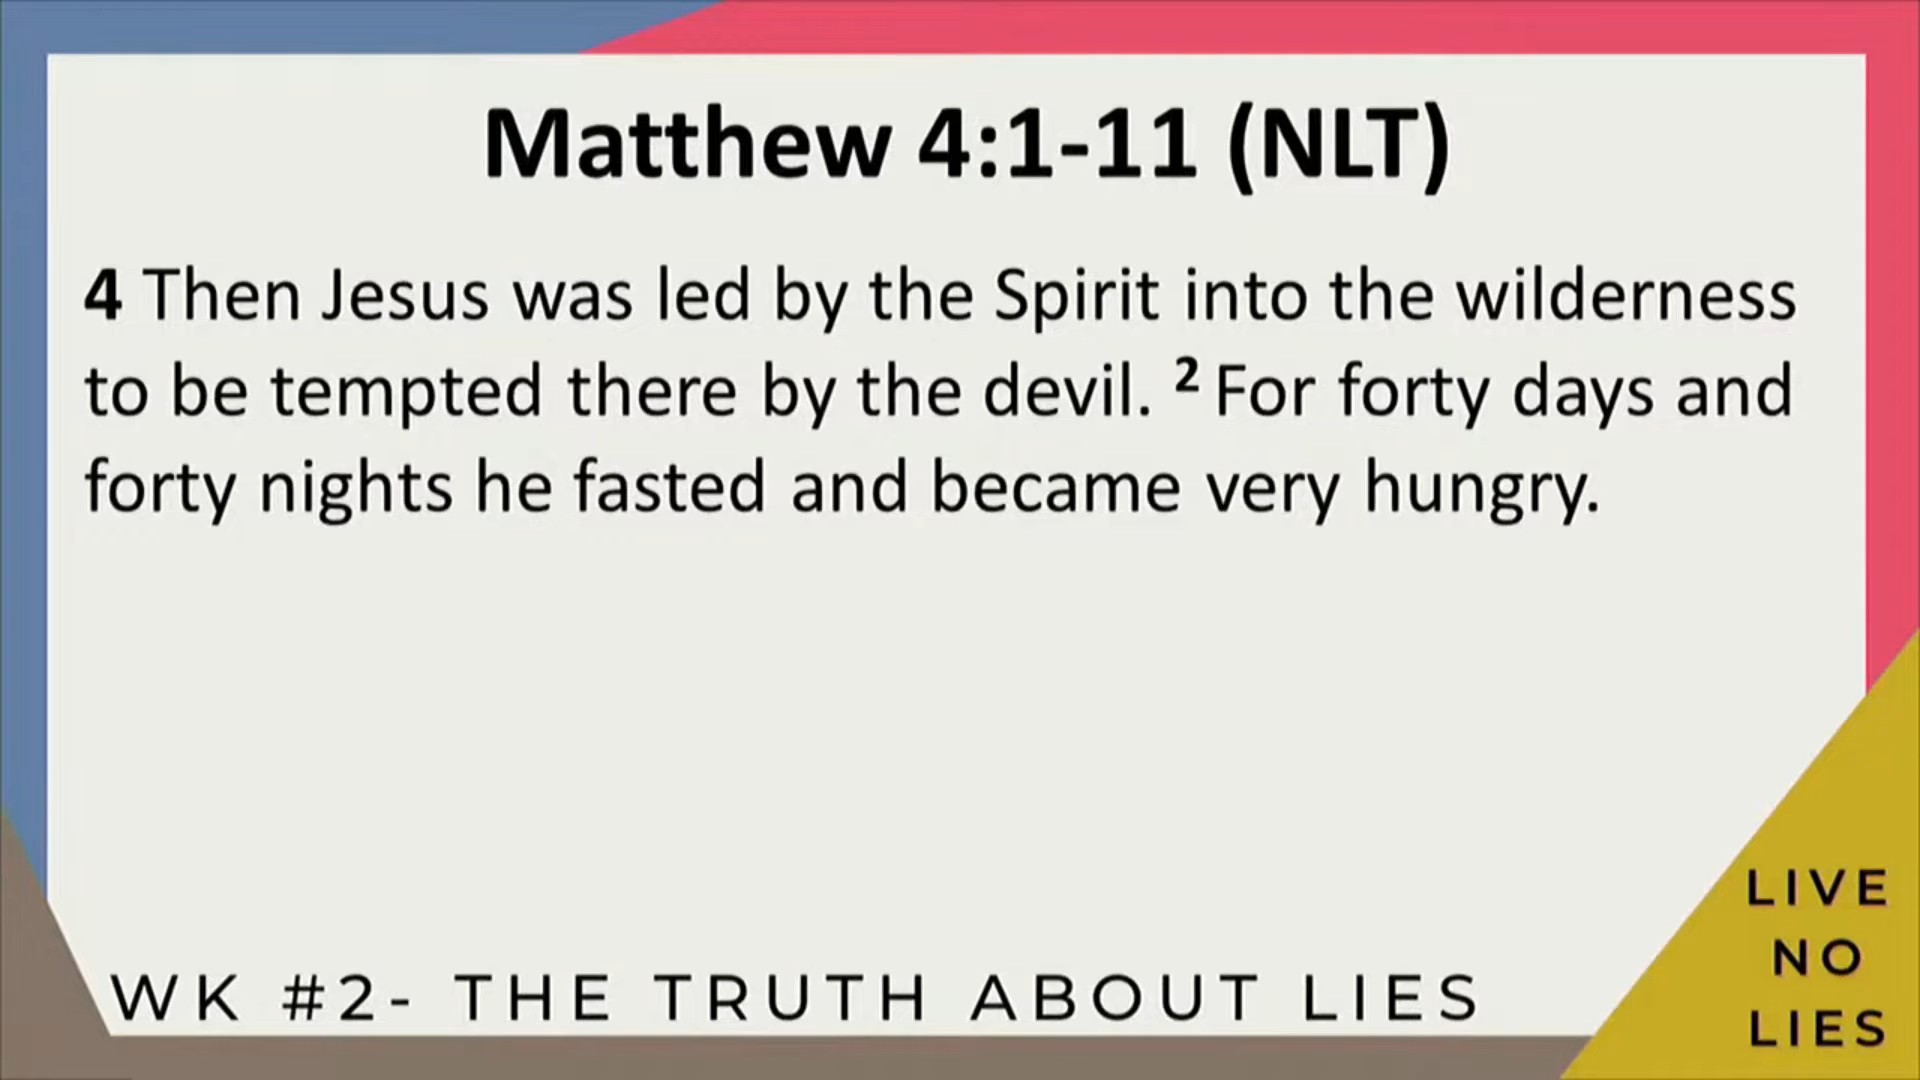 Matthew 4:1-11 (NLT)
4 Then Jesus was led by the Spirit into the wilderness
to be tempted there by the devil. 2 For forty days and
forty nights he fasted and became very hungry.
WK #2- THE TRUTH ABOUT LIES
LIVE
NO
LIES